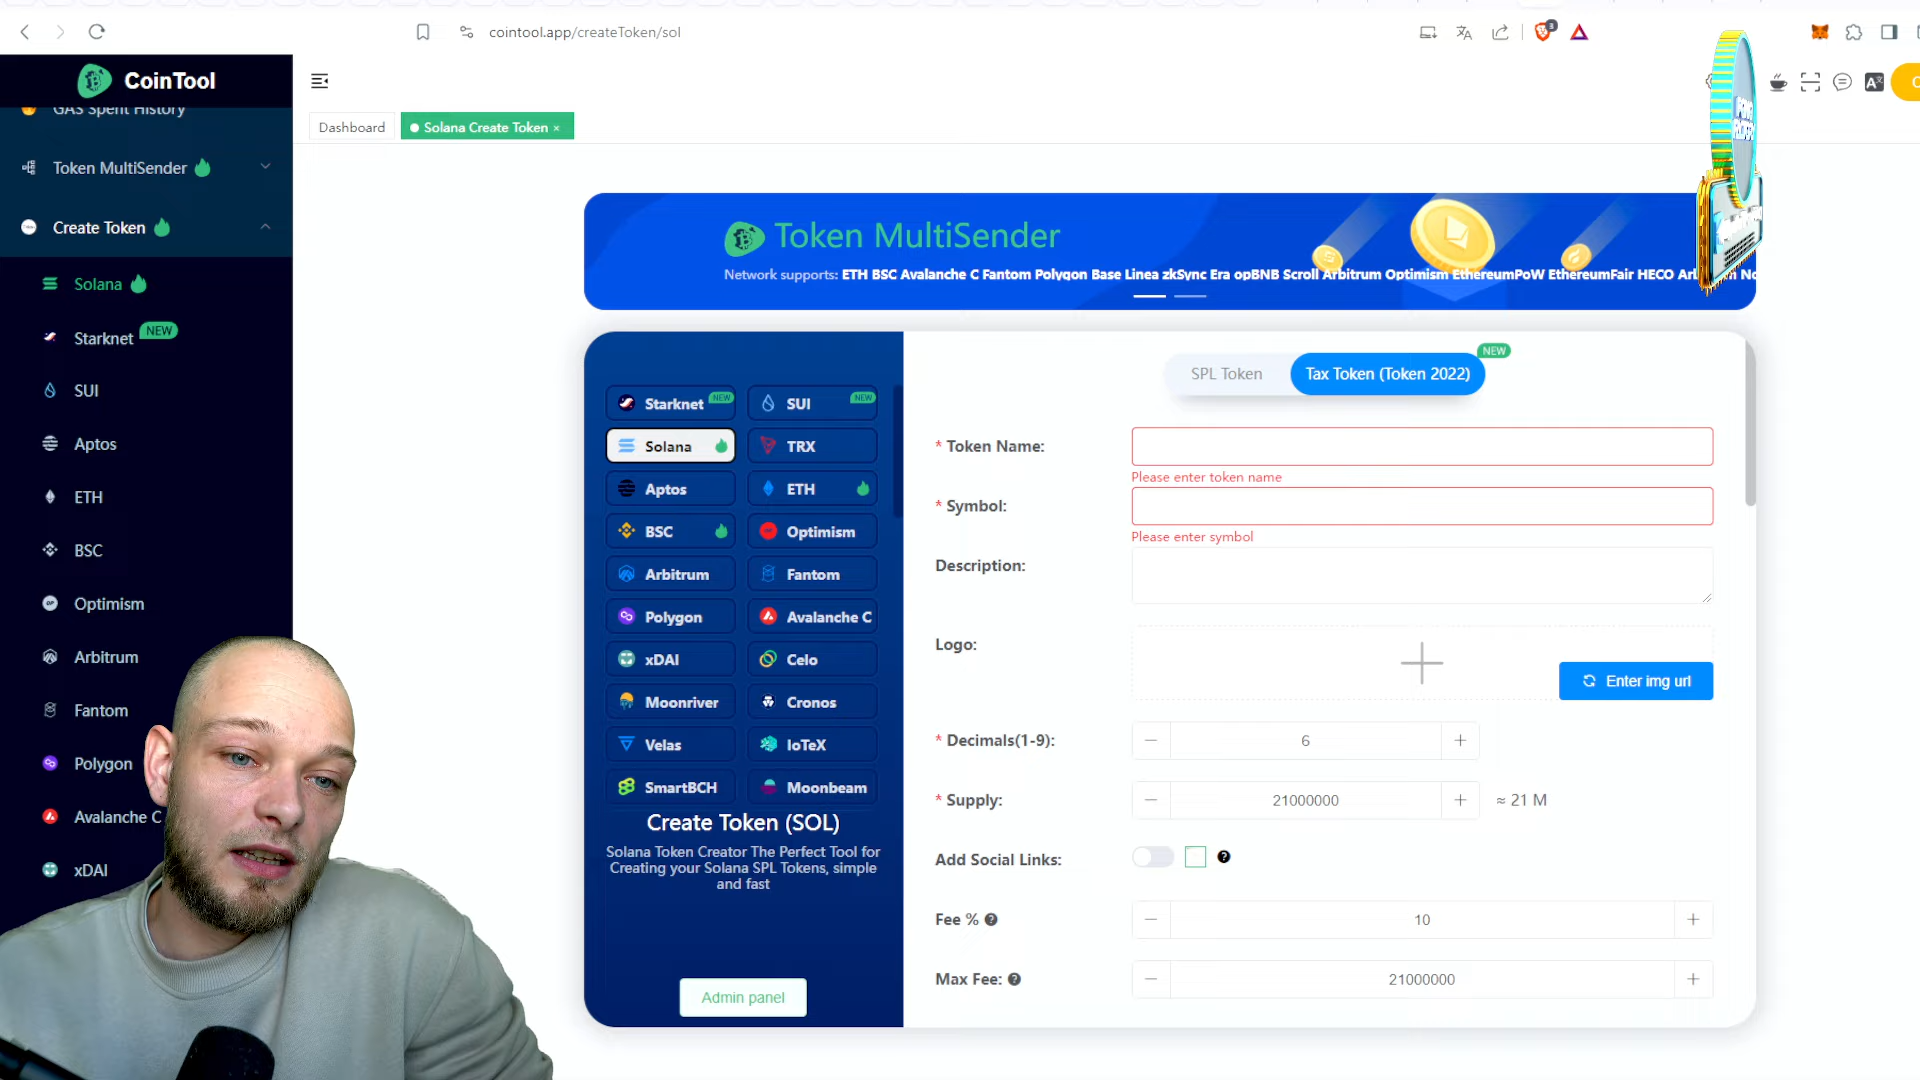 cointool.app/createToken/sol
3
CoinTool
GAS Spent History
Token MultiSender
Create Token
Solana
Starknet NEW
SUI
Aptos
ETH
BSC
Optimism
Arbitrum
Fantom
Polygon
Avalanche C
xDAI
Dashboard
Solana Create Token ×
Token MultiSender
Network supports: ETH BSC Avalanche C Fantom Polygon Base Linea zkSync Era opBNB Scroll Arbitrum Optimism EthereumPoW EthereumFair HECO
Starknet NEW
SUI NEW
Solana
TRX
Aptos
ETH
BSC
Optimism
Arbitrum
Fantom
Polygon
Avalanche C
xDAI
Celo
Moonriver
Cronos
Velas
IoTeX
SmartBCH
Moonbeam
Create Token (SOL)
Solana Token Creator The Perfect Tool for
Creating your Solana SPL Tokens, simple
and fast
Admin panel
NEW
SPL Token
Tax Token (Token 2022)
* Token Name:
Please enter token name
* Symbol:
Please enter symbol
Description:
Logo:
Enter img url
* Decimals(1-9):
6
* Supply:
21000000
≈ 21 M
Add Social Links:
Fee %
10
Max Fee:
21000000